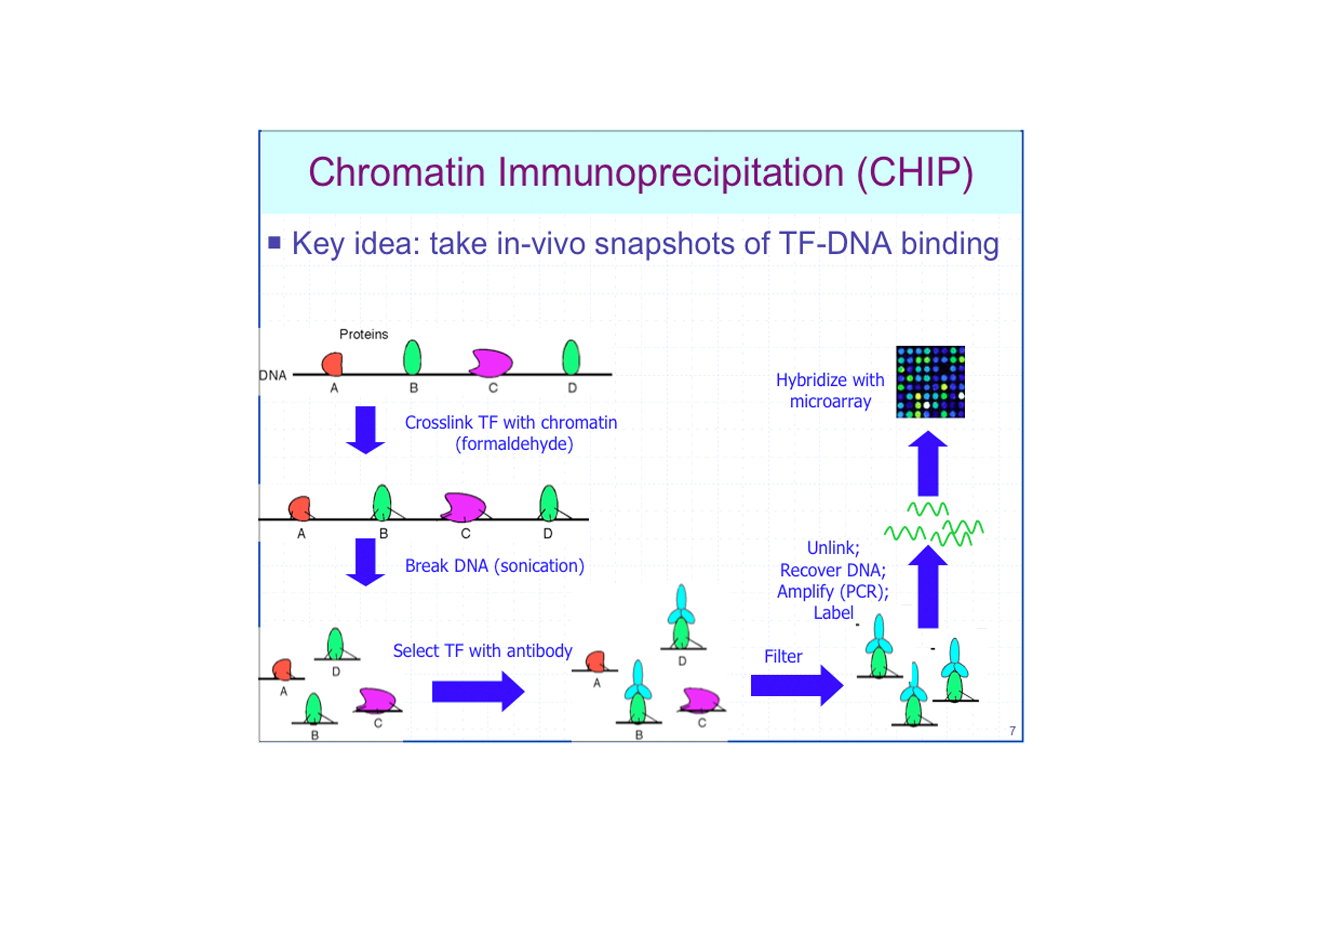 Chromatin Immunoprecipitation (CHIP)
Key idea: take in-vivo snapshots of TF-DNA binding
Proteins
DNA
A
B
C
D
Crosslink TF with chromatin
(formaldehyde)
A
B
C
D
Break DNA (sonication)
D
A
C
B
Select TF with antibody
D
A
C
B
Filter
Unlink;
Recover DNA;
Amplify (PCR);
Label
Hybridize with
microarray
7